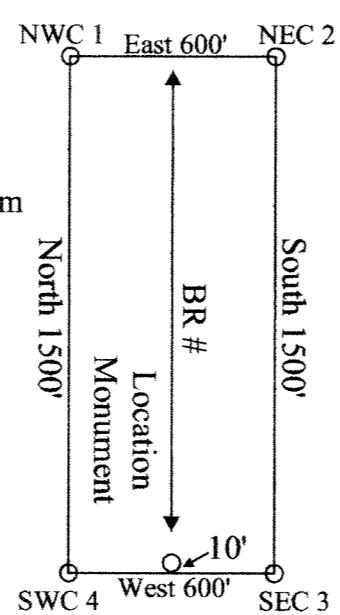 NWC 1
East 600'
NEC 2
m
North 1500'
South 1500'
BR #
Location
Monument
10'
SWC 4
West 600'
SEC 3